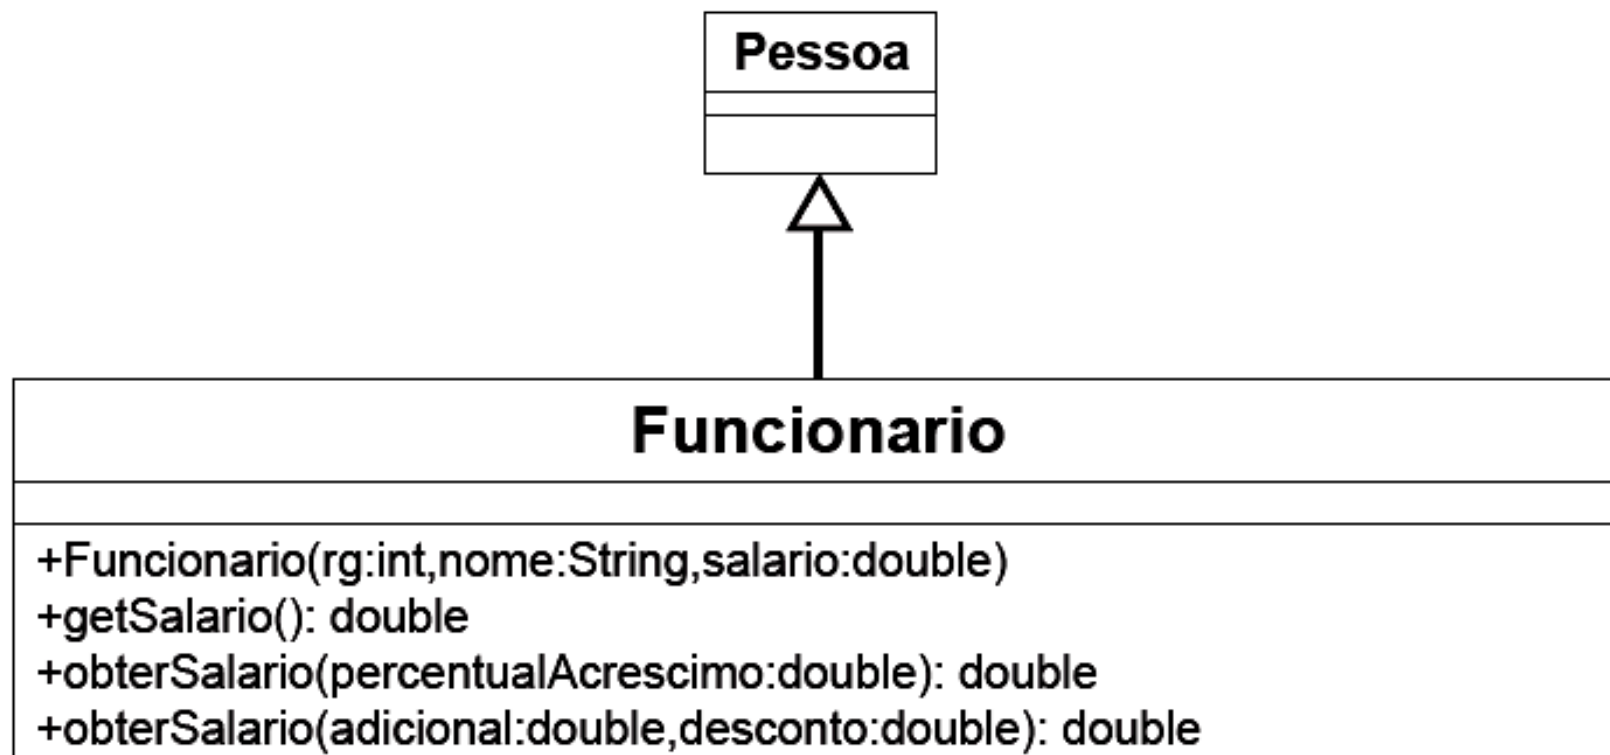 Pessoa
Funcionario
+Funcionario(rg:int,nome:String,salario:double)
+getSalario(): double
+obterSalario(percentualAcrescimo:double): double
+obterSalario(adicional:double,desconto:double): double